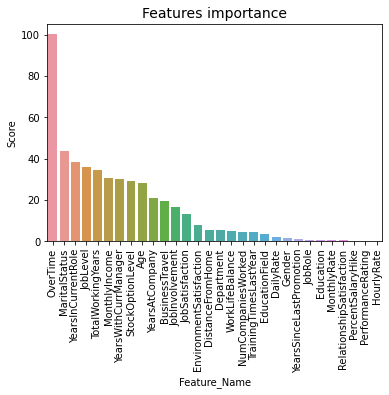 Features importance
Score
100
80
60
40
20
0
OverTime
MaritalStatus
YearsInCurrentRole
JobLevel
TotalWorkingYears
MonthlyIncome
YearsWithCurrManager
StockOptionLevel
Age
YearsAtCompany
BusinessTravel
JobInvolvement
JobSatisfaction
EnvironmentSatisfaction
DistanceFromHome
Department
WorkLifeBalance
NumCompaniesWorked
TrainingTimesLastYear
EducationField
DailyRate
Gender
YearsSinceLastPromotion
JobRole
Education
MonthlyRate
RelationshipSatisfaction
PercentSalaryHike
PerformanceRating
HourlyRate
Feature_Name